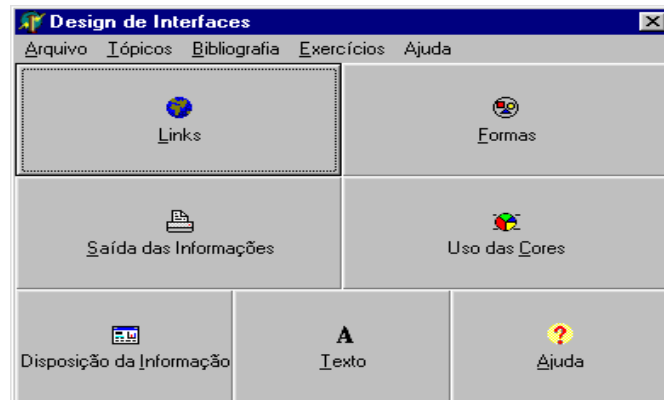 Design de Interfaces
Arquivo Tópicos Bibliografia Exercícios Ajuda
Links Formas
Saída das Informações Uso das Cores
A
?
Disposição da Informação Texto Ajuda